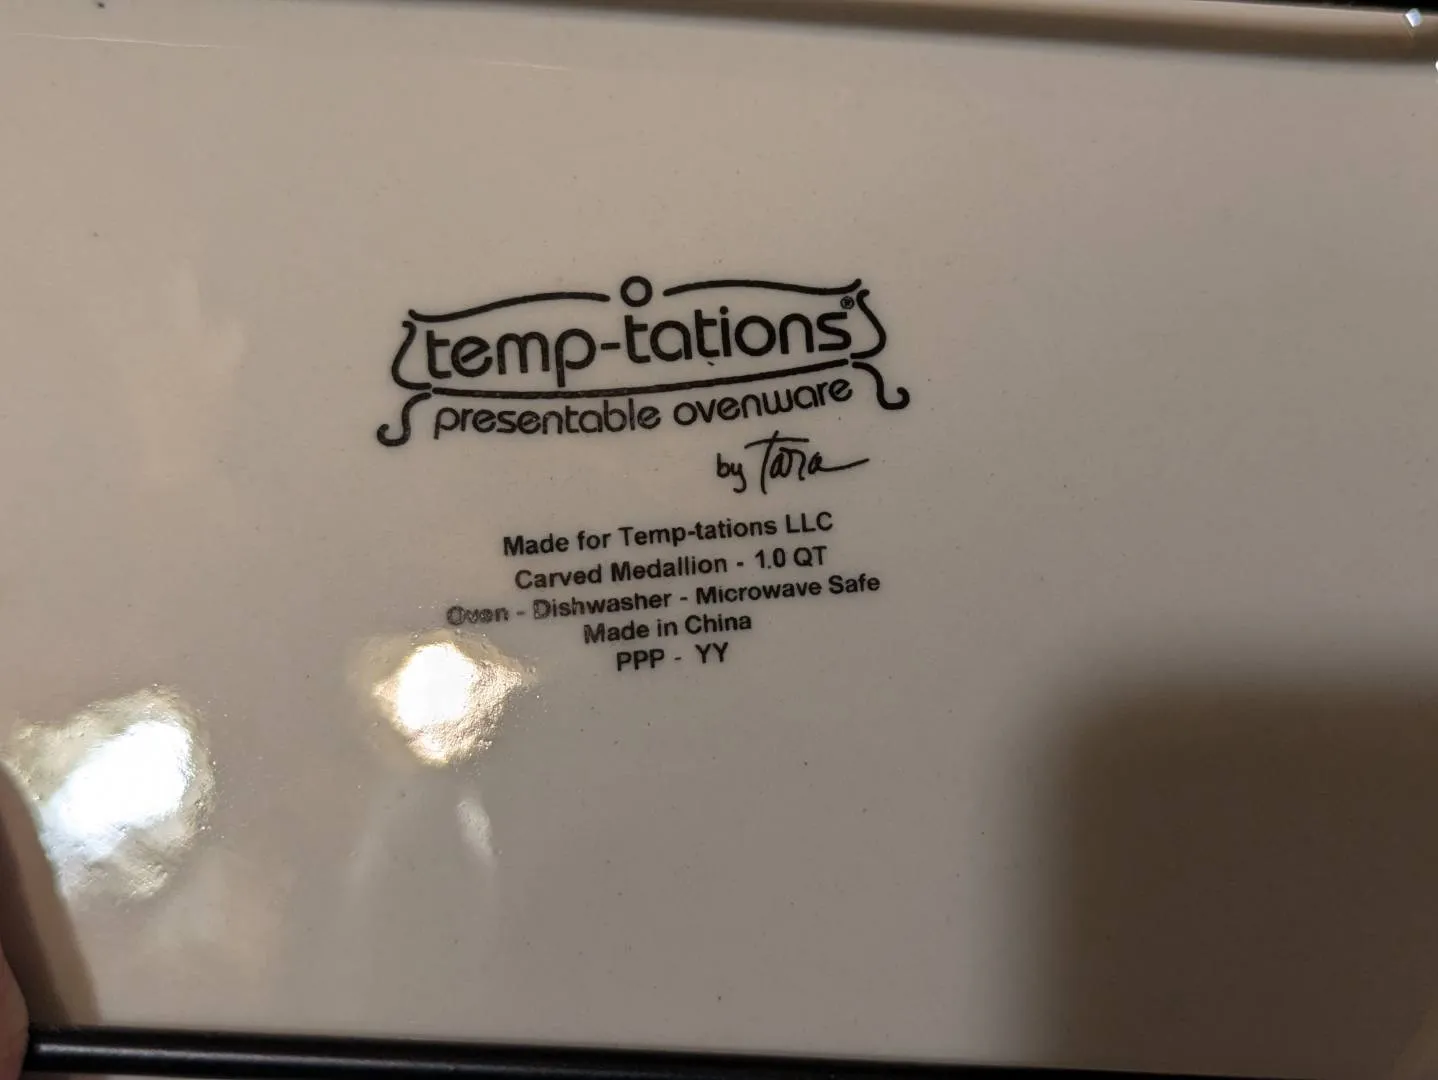 temp-tations®
presentable ovenware
by Tara
Made for Temp-tations LLC
Carved Medallion - 1.0 QT
Oven - Dishwasher - Microwave Safe
Made in China
PPP - YY